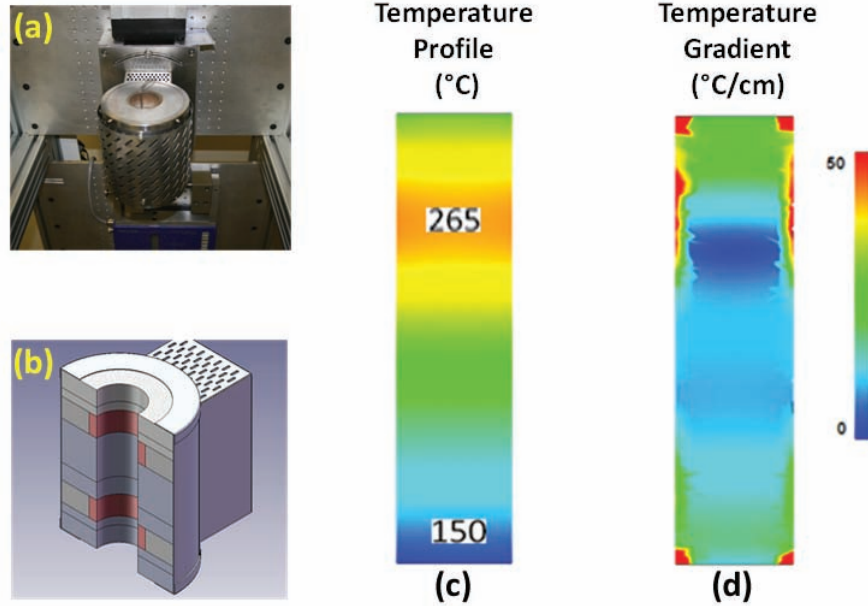 (a)
(b)
Temperature
Profile
(°C)
265
150
(c)
Temperature
Gradient
(°C/cm)
50
0
(d)